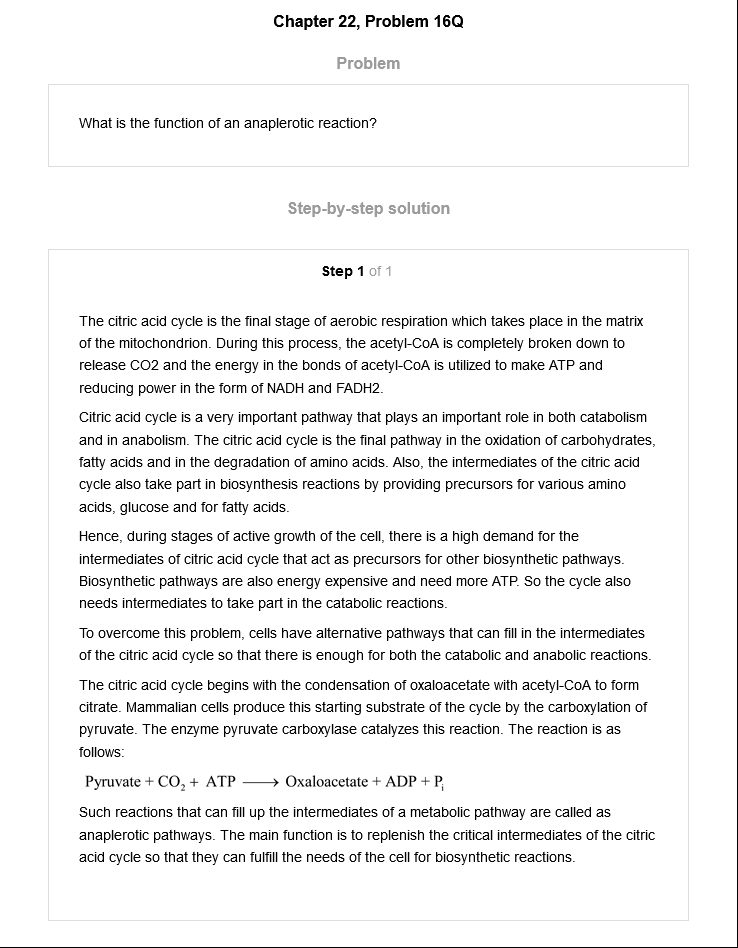 Chapter 22, Problem 16Q
Problem
What is the function of an anaplerotic reaction?
Step-by-step solution
Step 1 of 1
The citric acid cycle is the final stage of aerobic respiration which takes place in the matrix
of the mitochondrion. During this process, the acetyl-CoA is completely broken down to
release CO2 and the energy in the bonds of acetyl-CoA is utilized to make ATP and
reducing power in the form of NADH and FADH2.
Citric acid cycle is a very important pathway that plays an important role in both catabolism
and in anabolism. The citric acid cycle is the final pathway in the oxidation of carbohydrates,
fatty acids and in the degradation of amino acids. Also, the intermediates of the citric acid
cycle also take part in biosynthesis reactions by providing precursors for various amino
acids, glucose and for fatty acids.
Hence, during stages of active growth of the cell, there is a high demand for the
intermediates of citric acid cycle that act as precursors for other biosynthetic pathways.
Biosynthetic pathways are also energy expensive and need more ATP. So the cycle also
needs intermediates to take part in the catabolic reactions.
To overcome this problem, cells have alternative pathways that can fill in the intermediates
of the citric acid cycle so that there is enough for both the catabolic and anabolic reactions.
The citric acid cycle begins with the condensation of oxaloacetate with acetyl-CoA to form
citrate. Mammalian cells produce this starting substrate of the cycle by the carboxylation of
pyruvate. The enzyme pyruvate carboxylase catalyzes this reaction. The reaction is as
follows:
Pyruvate + CO₂ + ATP ⟶ Oxaloacetate + ADP + Pᵢ
Such reactions that can fill up the intermediates of a metabolic pathway are called as
anaplerotic pathways. The main function is to replenish the critical intermediates of the citric
acid cycle so that they can fulfill the needs of the cell for biosynthetic reactions.